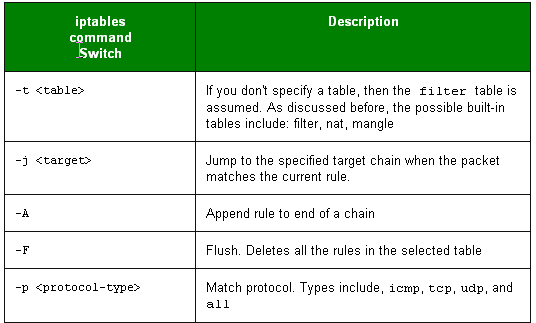 iptables
command
Switch
Description
-t <table>
If you don't specify a table, then the filter table is
assumed. As discussed before, the possible built-in
tables include: filter, nat, mangle
-j <target>
Jump to the specified target chain when the packet
matches the current rule.
-A
Append rule to end of a chain
-F
Flush. Deletes all the rules in the selected table
-p <protocol-type>
Match protocol. Types include, icmp, tcp, udp, and
all